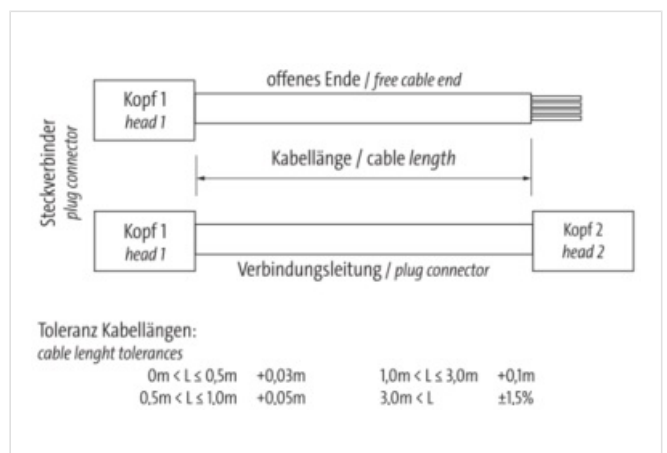 offenes Ende / free cable end
Kopf 1
head 1
Steckverbinder
plug connector
Kabellänge / cable length
Kopf 1
head 1
Kopf 2
head 2
Verbindungsleitung / plug connector
Toleranz Kabellängen:
cable lenght tolerances
0m < L ≤ 0,5m +0,03m 1,0m < L ≤ 3,0m +0,1m
0,5m < L ≤ 1,0m +0,05m 3,0m < L ±1,5%